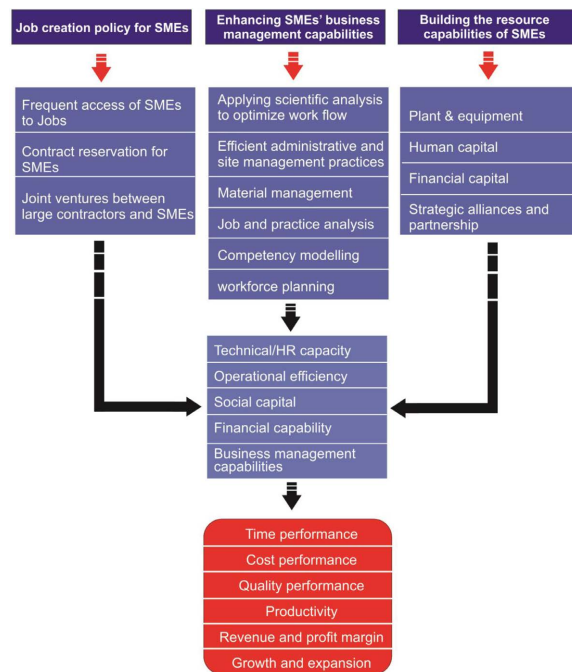 Job creation policy for SMEs
Enhancing SMEs' business
management capabilities
Building the resource
capabilities of SMEs
Frequent access of SMEs
to Jobs
Contract reservation for
SMEs
Joint ventures between
large contractors and SMEs
Applying scientific analysis
to optimize work flow
Efficient administrative and
site management practices
Material management
Job and practice analysis
Competency modelling
workforce planning
Plant & equipment
Human capital
Financial capital
Strategic alliances and
partnership
Technical/HR capacity
Operational efficiency
Social capital
Financial capability
Business management
capabilities
Time performance
Cost performance
Quality performance
Productivity
Revenue and profit margin
Growth and expansion